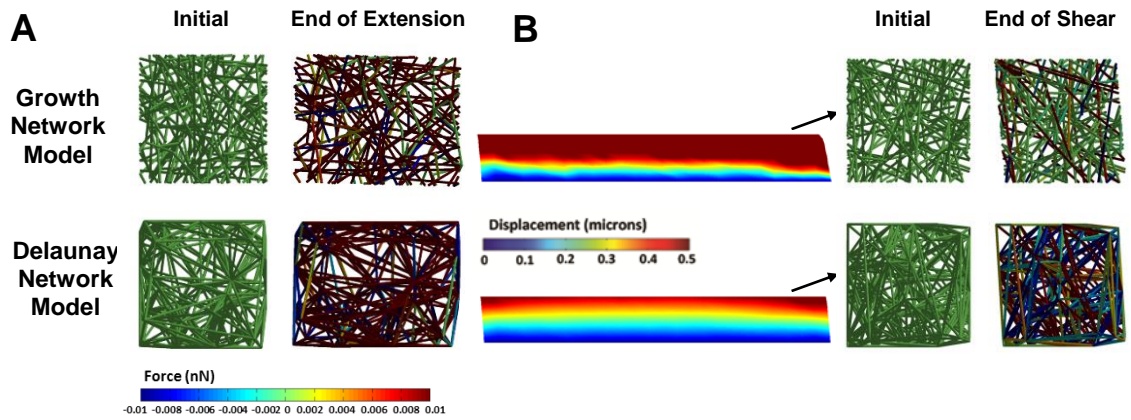 A
Initial
End of Extension
B
Initial
End of Shear
Growth
Network
Model
Delaunay
Network
Model
Displacement (microns)
0 0.1 0.2 0.3 0.4 0.5
Force (nN)
-0.01 -0.008 -0.006 -0.004 -0.002 0 0.002 0.004 0.006 0.008 0.01